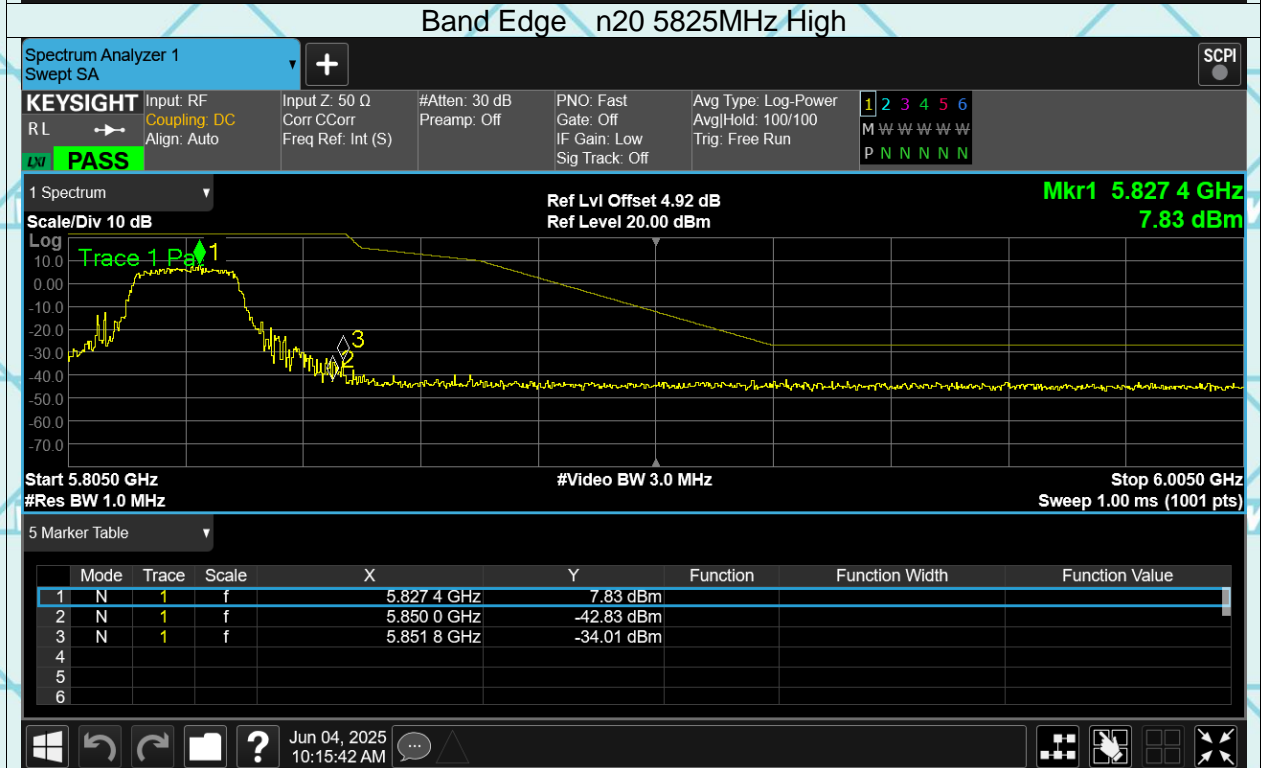 Band Edge n20 5825MHz High
Spectrum Analyzer 1
Swept SA
+
SCPI
KEYSIGHT
RL
LXI
PASS
Input: RF
Coupling: DC
Align: Auto
Input Z: 50 Ω
Corr CCorr
Freq Ref: Int (S)
#Atten: 30 dB
Preamp: Off
PNO: Fast
Gate: Off
IF Gain: Low
Sig Track: Off
Avg Type: Log-Power
Avg|Hold: 100/100
Trig: Free Run
1 2 3 4 5 6
M W W W W W
P N N N N N
1 Spectrum
Scale/Div 10 dB
Ref Lvl Offset 4.92 dB
Ref Level 20.00 dBm
Mkr1 5.827 4 GHz
7.83 dBm
Log
Trace 1 Pa
1
10.0
0.00
-10.0
-20.0
-30.0
-40.0
-50.0
-60.0
-70.0
3
2
Start 5.8050 GHz
#Video BW 3.0 MHz
Stop 6.0050 GHz
#Res BW 1.0 MHz
Sweep 1.00 ms (1001 pts)
5 Marker Table
Mode Trace Scale X Y Function Function Width Function Value
1 N 1 f 5.827 4 GHz 7.83 dBm
2 N 1 f 5.850 0 GHz -42.83 dBm
3 N 1 f 5.851 8 GHz -34.01 dBm
4
5
6
?
Jun 04, 2025
10:15:42 AM